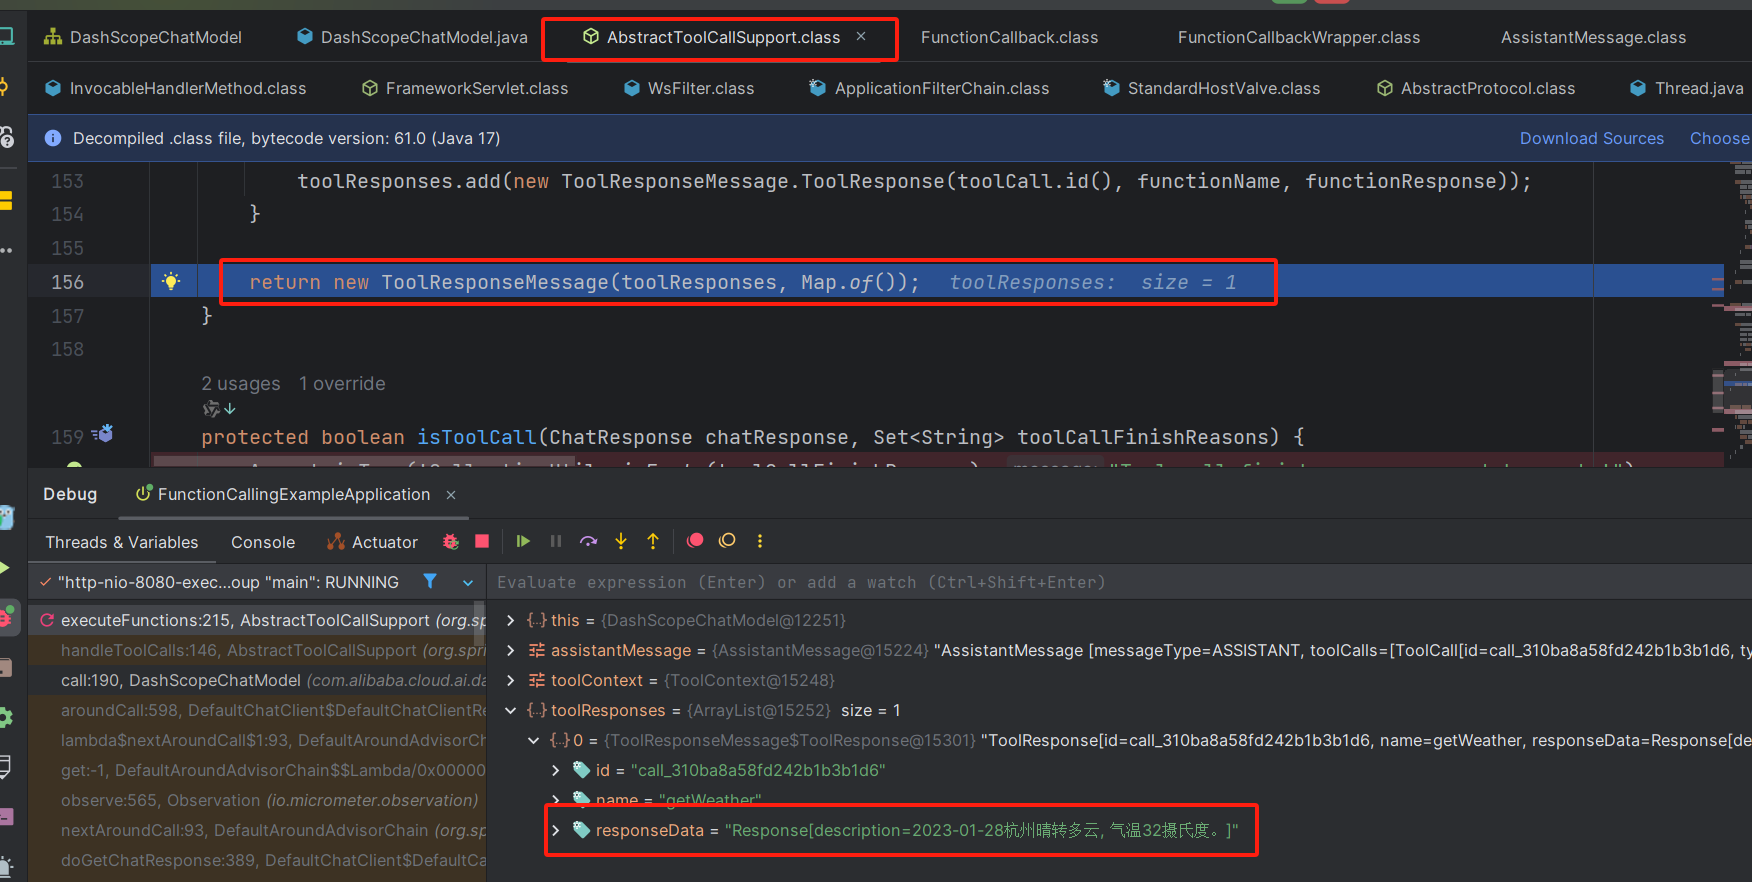 DashScopeChatModel DashScopeChatModel.java AbstractToolCallSupport.class FunctionCallback.class FunctionCallbackWrapper.class AssistantMessage.class
InvocableHandlerMethod.class FrameworkServlet.class WsFilter.class ApplicationFilterChain.class StandardHostValve.class AbstractProtocol.class Thread.java
Decompiled .class file, bytecode version: 61.0 (Java 17) Download Sources Choose
153 toolResponses.add(new ToolResponseMessage.ToolResponse(toolCall.id(), functionName, functionResponse));
154 }
155
156 return new ToolResponseMessage(toolResponses, Map.of()); toolResponses: size = 1
157 }
158
2 usages 1 override
159 protected boolean isToolCall(ChatResponse chatResponse, Set<String> toolCallFinishReasons) {
Debug FunctionCallingExampleApplication
Threads & Variables Console Actuator
"http-nio-8080-exec...oup "main": RUNNING
Evaluate expression (Enter) or add a watch (Ctrl+Shift+Enter)
executeFunctions:215, AbstractToolCallSupport (org.sp
handleToolCalls:146, AbstractToolCallSupport (org.spri
call:190, DashScopeChatModel (com.alibaba.cloud.ai.da
aroundCall:598, DefaultChatClient$DefaultChatClientRe
lambda$nextAroundCall$1:93, DefaultAroundAdvisorCh
get:-1, DefaultAroundAdvisorChain$$Lambda/0x00000
observe:565, Observation (io.micrometer.observation)
nextAroundCall:93, DefaultAroundAdvisorChain (org.sp
doGetChatResponse:389, DefaultChatClient$DefaultCa
this = {DashScopeChatModel@12251}
assistantMessage = {AssistantMessage@15224} "AssistantMessage [messageType=ASSISTANT, toolCalls=[ToolCall[id=call_310ba8a58fd242b1b3b1d6, ty
toolContext = {ToolContext@15248}
toolResponses = {ArrayList@15252} size = 1
0 = {ToolResponseMessage$ToolResponse@15301} "ToolResponse[id=call_310ba8a58fd242b1b3b1d6, name=getWeather, responseData=Response[de
id = "call_310ba8a58fd242b1b3b1d6"
name = "getWeather"
responseData = "Response[description=2023-01-28杭州晴转多云, 气温32摄氏度。]"